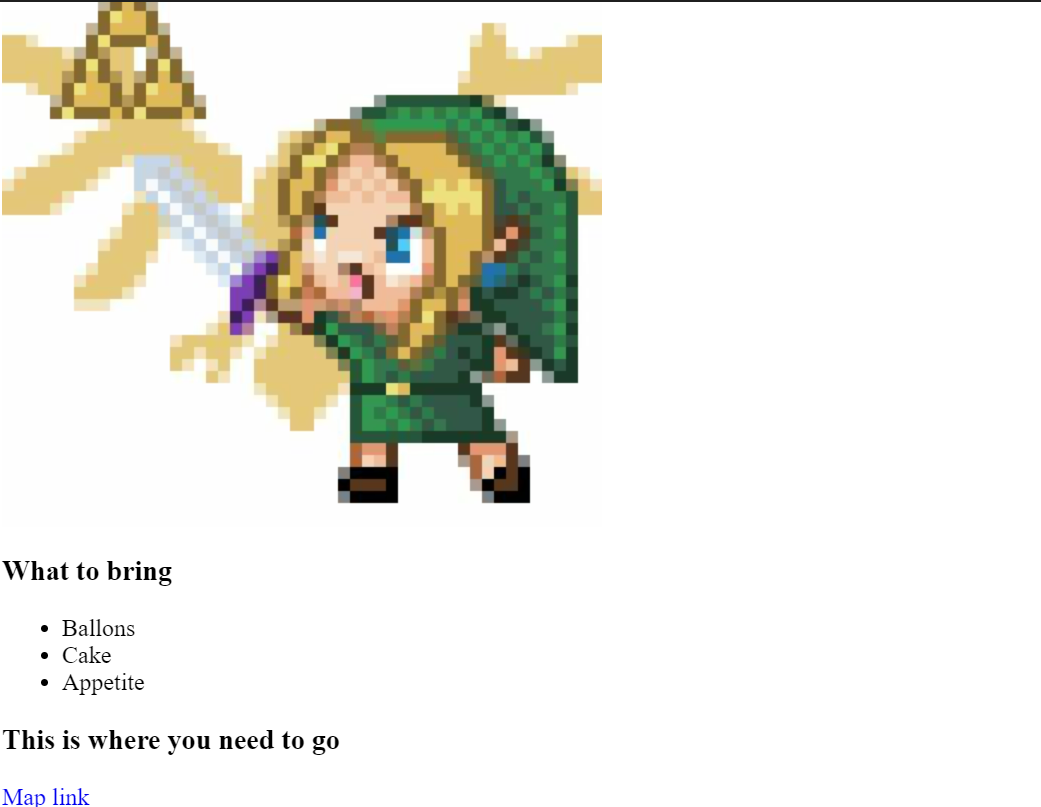 What to bring
Ballons
Cake
Appetite
This is where you need to go
Map link